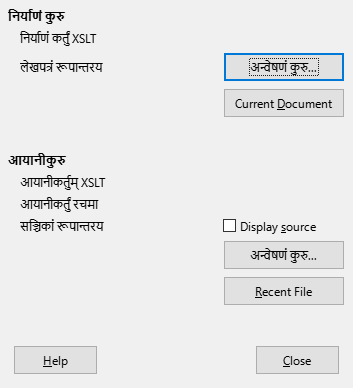 निर्याणं कुरु
निर्याणं कर्तुं XSLT
लेखपत्रं रूपान्तरय
अन्वेषणं कुरु...
Current Document
आयानीकुरु
आयानीकर्तुम् XSLT
आयानीकर्तुं रचमा
सञ्चिकां रूपान्तरय
Display source
अन्वेषणं कुरु...
Recent File
Help
Close